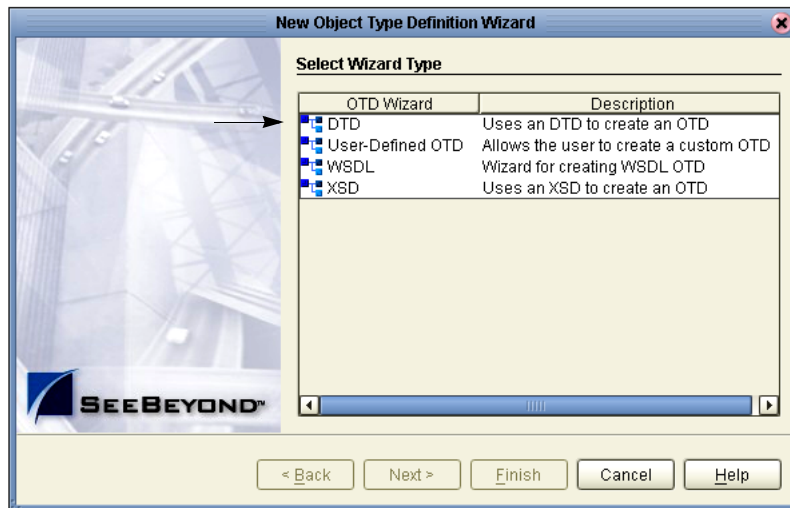 New Object Type Definition Wizard
Select Wizard Type
OTD Wizard Description
DTD Uses an DTD to create an OTD
User-Defined OTD Allows the user to create a custom OTD
WSDL Wizard for creating WSDL OTD
XSD Uses an XSD to create an OTD
SEEBEYOND™
< Back Next > Finish Cancel Help